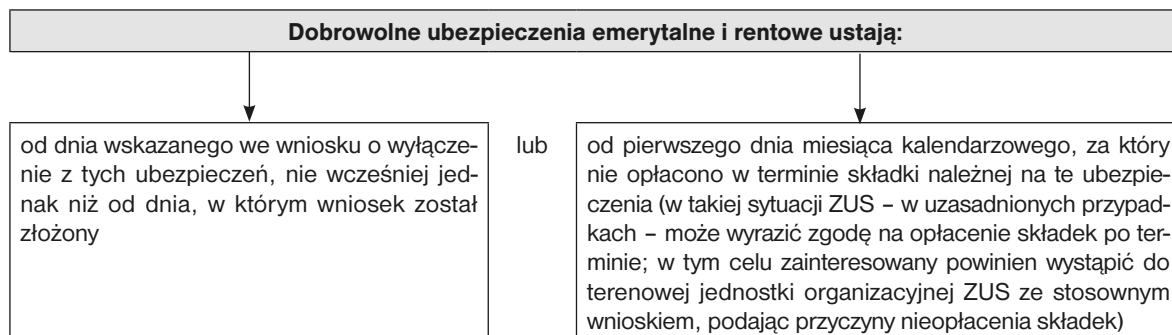 Dobrowolne ubezpieczenia emerytalne i rentowe ustają:
od dnia wskazanego we wniosku o wyłącze-
nie z tych ubezpieczeń, nie wcześniej jed-
nak niż od dnia, w którym wniosek został
złożony
lub
od pierwszego dnia miesiąca kalendarzowego, za który
nie opłacono w terminie składki należnej na te ubezpie-
czenia (w takiej sytuacji ZUS – w uzasadnionych przypad-
kach – może wyrazić zgodę na opłacenie składek po ter-
minie; w tym celu zainteresowany powinien wystąpić do
terenowej jednostki organizacyjnej ZUS ze stosownym
wnioskiem, podając przyczyny nieopłacenia składek)